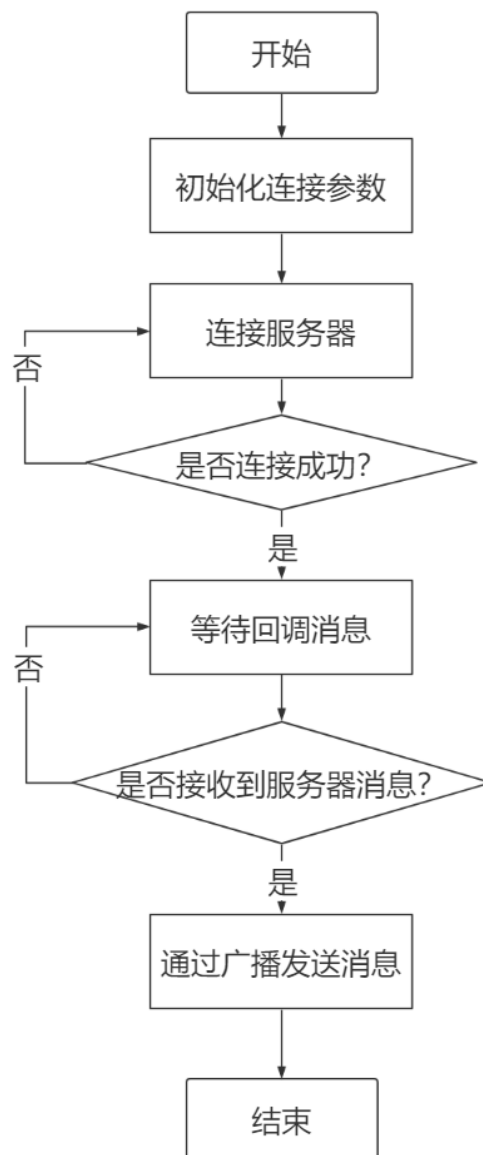 开始
初始化连接参数
连接服务器
否
是否连接成功?
是
等待回调消息
否
是否接收到服务器消息?
是
通过广播发送消息
结束